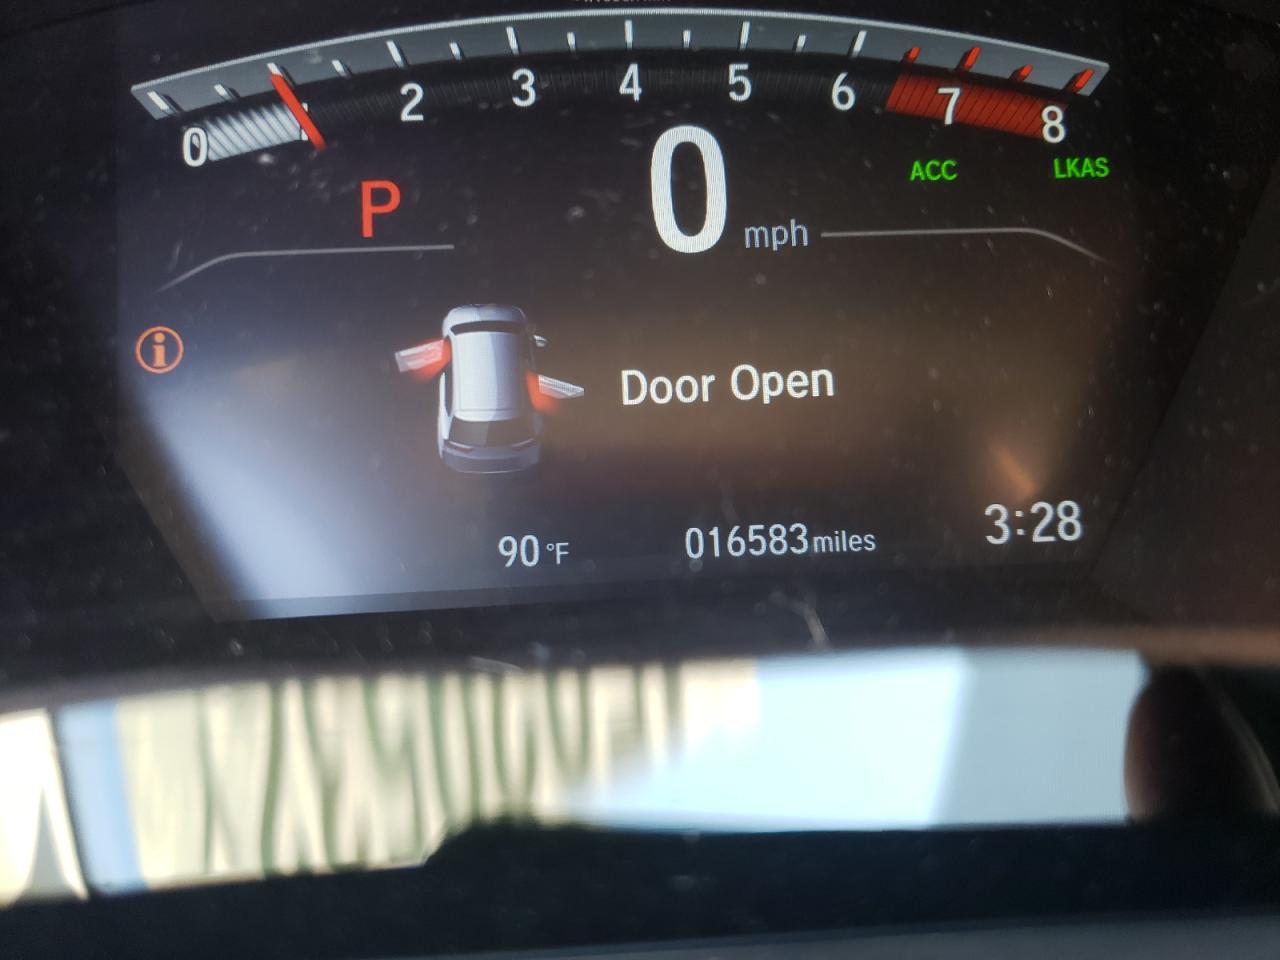 0 2 3 4 5 6 7 8
P 0 mph ACC LKAS
i Door Open
90 °F 016583 miles 3:28